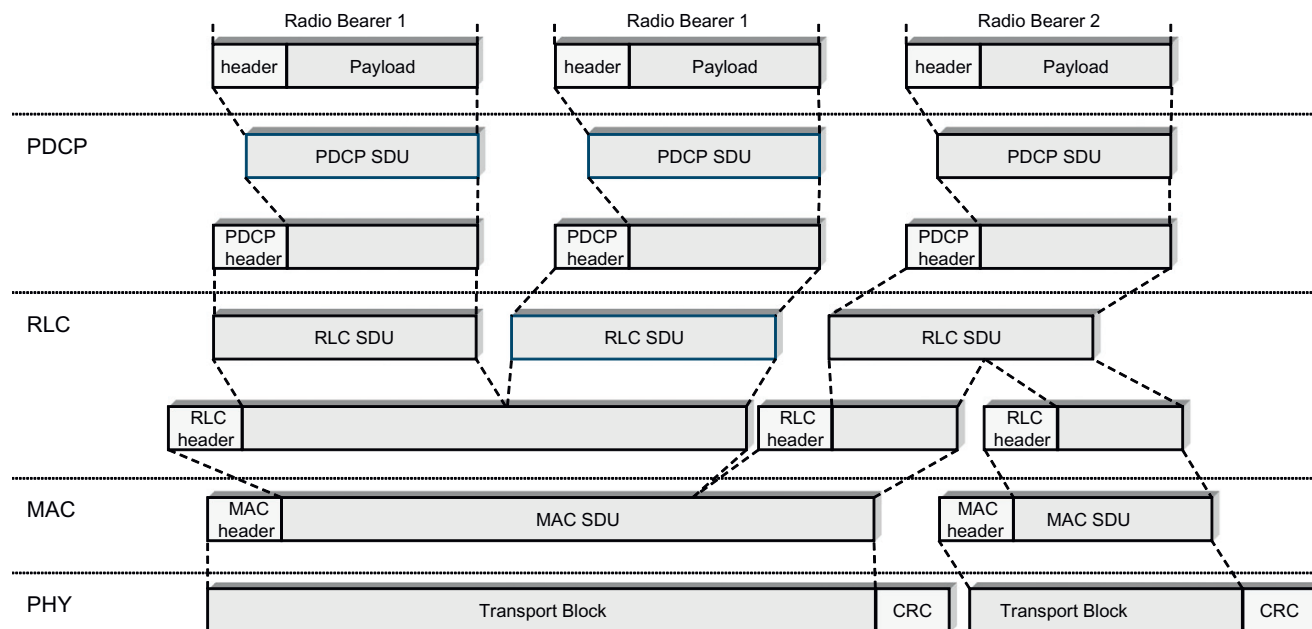 Radio Bearer 1 Radio Bearer 1 Radio Bearer 2
header Payload header Payload header Payload
PDCP
PDCP SDU PDCP SDU PDCP SDU
PDCP PDCP PDCP
header header header
RLC
RLC SDU RLC SDU RLC SDU
RLC RLC RLC
header header header
MAC
MAC MAC SDU MAC MAC SDU
header header
PHY
Transport Block CRC Transport Block CRC